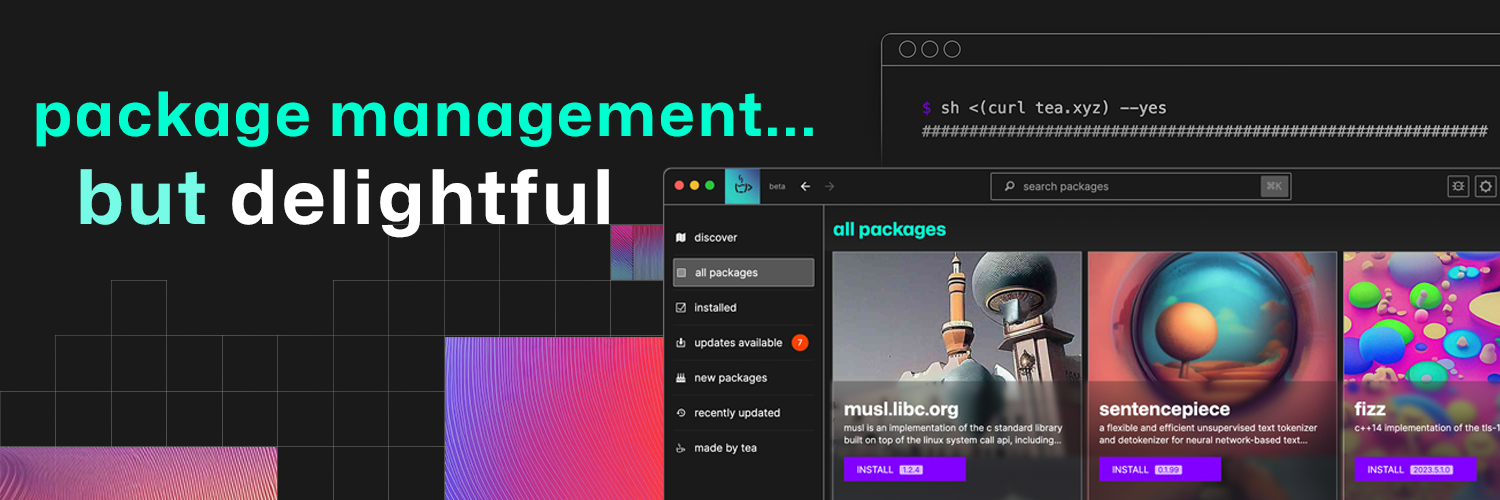 package management...
but delightful
$ sh <(curl tea.xyz) --yes
############################################################
beta
search packages
⌘K
discover
all packages
installed
updates available 7
new packages
recently updated
made by tea
all packages
musl.libc.org
musl is an implementation of the c standard library
built on top of the linux system call api, including...
INSTALL 1.2.4
sentencepiece
a flexible and efficient unsupervised text tokenizer
and detokenizer for neural network-based text...
INSTALL 0.1.99
fizz
c++14 implementation of the tls-1
INSTALL 2023.5.1.0